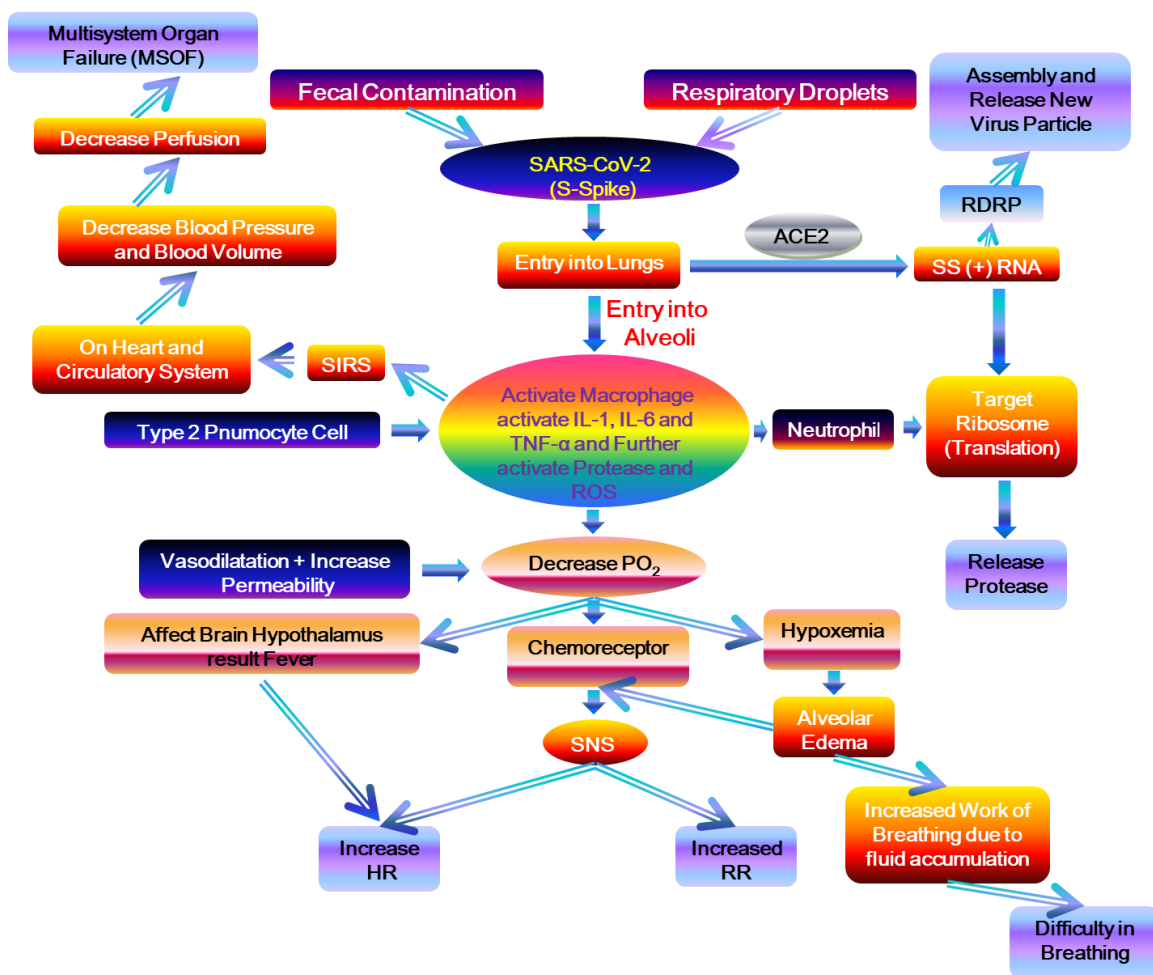 Multisystem Organ
Failure (MSOF)
Fecal Contamination
Respiratory Droplets
Assembly and
Release New
Virus Particle
Decrease Perfusion
SARS-CoV-2
(S-Spike)
RDRP
Decrease Blood Pressure
and Blood Volume
ACE2
Entry into Lungs
SS (+) RNA
Entry into
Alveoli
On Heart and
Circulatory System
SIRS
Activate Macrophage
activate IL-1, IL-6 and
TNF-α and Further
activate Protease and
ROS
Type 2 Pnumocyte Cell
Neutrophil
Target
Ribosome
(Translation)
Vasodilatation + Increase
Permeability
Decrease PO₂
Release
Protease
Affect Brain Hypothalamus
result Fever
Chemoreceptor
Hypoxemia
SNS
Alveolar
Edema
Increase
HR
Increased
RR
Increased Work of
Breathing due to
fluid accumulation
Difficulty in
Breathing